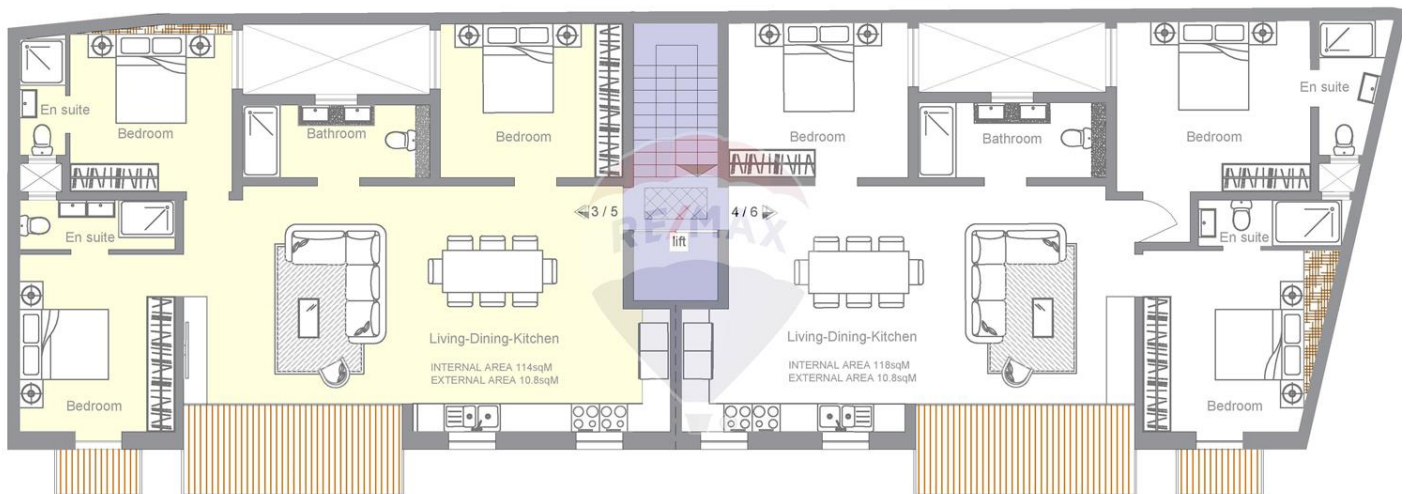 En suite
Bedroom
Bathroom
Bedroom
En suite
Bedroom
3 / 5
4 / 6
RE/MAX
lift
Living-Dining-Kitchen
INTERNAL AREA 114sqM
EXTERNAL AREA 10.8sqM
Bedroom
Bathroom
Bedroom
En suite
En suite
Living-Dining-Kitchen
INTERNAL AREA 118sqM
EXTERNAL AREA 10.8sqM
Bedroom